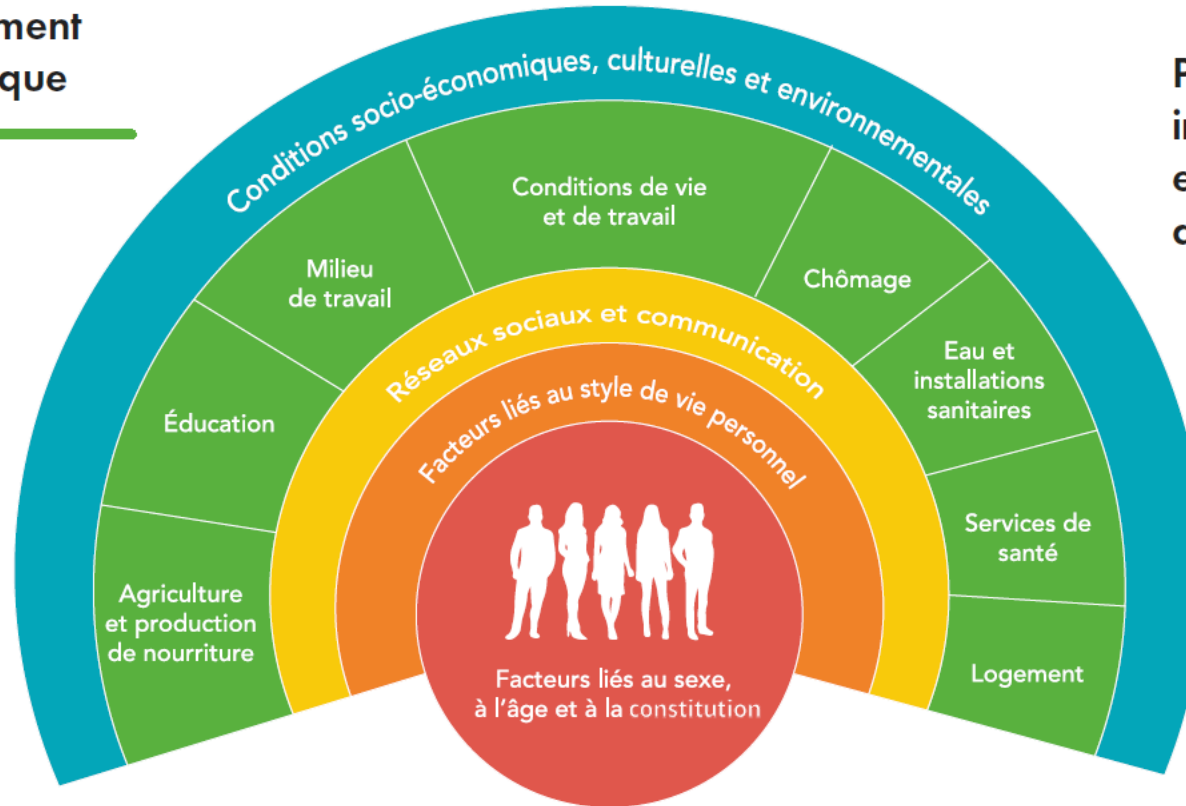 que
Conditions socio-économiques, culturelles et environnementales
Conditions de vie
et de travail
Milieu
de travail
Chômage
Réseaux sociaux et communication
Eau et
installations
sanitaires
Facteurs liés au style de vie personnel
Éducation
Services de
santé
Agriculture
et production
de nourriture
Logement
Facteurs liés au sexe,
à l'âge et à la constitution